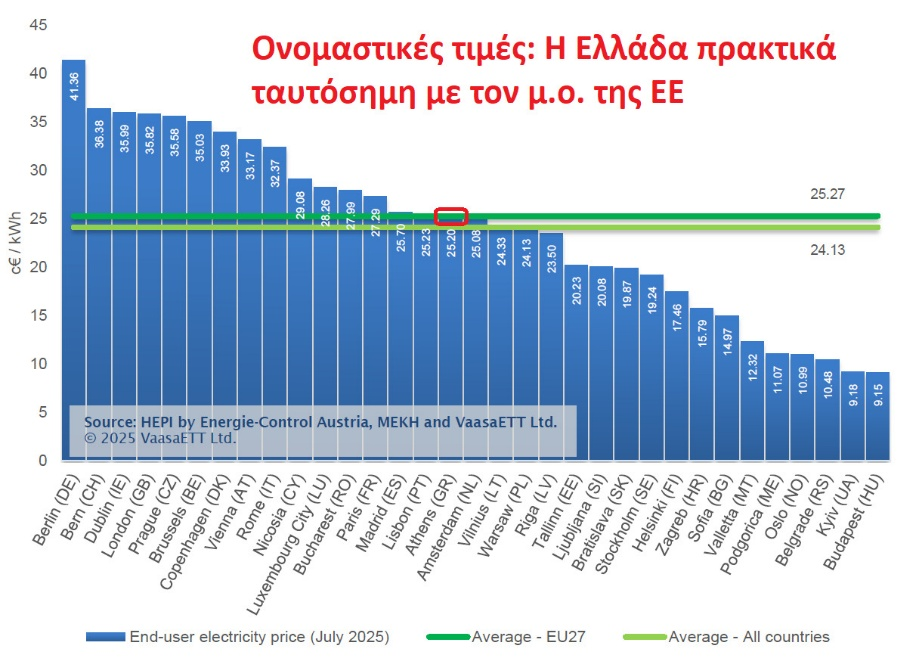 45
Ονομαστικές τιμές: Η Ελλάδα πρακτικά
ταυτόσημη με τον μ.ο. της ΕΕ
40
35
30
25
20
15
10
5
0
c€ / kWh
41.36
36.38
35.99
35.82
35.58
35.03
33.93
33.17
32.37
29.08
28.26
27.99
27.29
25.70
25.23
25.20
25.08
24.33
24.13
23.50
20.23
20.08
19.87
19.24
17.46
15.79
14.97
12.32
11.07
10.99
10.48
9.18
9.15
25.27
24.13
Source: HEPI by Energie-Control Austria, MEKH and VaasaETT Ltd.
© 2025 VaasaETT Ltd.
Berlin (DE)
Bern (CH)
Dublin (IE)
London (GB)
Prague (CZ)
Brussels (BE)
Copenhagen (DK)
Vienna (AT)
Rome (IT)
Nicosia (CY)
Luxembourg City (LU)
Bucharest (RO)
Paris (FR)
Madrid (ES)
Lisbon (PT)
Athens (GR)
Amsterdam (NL)
Vilnius (LT)
Warsaw (PL)
Riga (LV)
Tallinn (EE)
Ljubljana (SI)
Bratislava (SK)
Stockholm (SE)
Helsinki (FI)
Zagreb (HR)
Sofia (BG)
Valletta (MT)
Podgorica (ME)
Oslo (NO)
Belgrade (RS)
Kyiv (UA)
Budapest (HU)
End-user electricity price (July 2025)
Average - EU27
Average - All countries